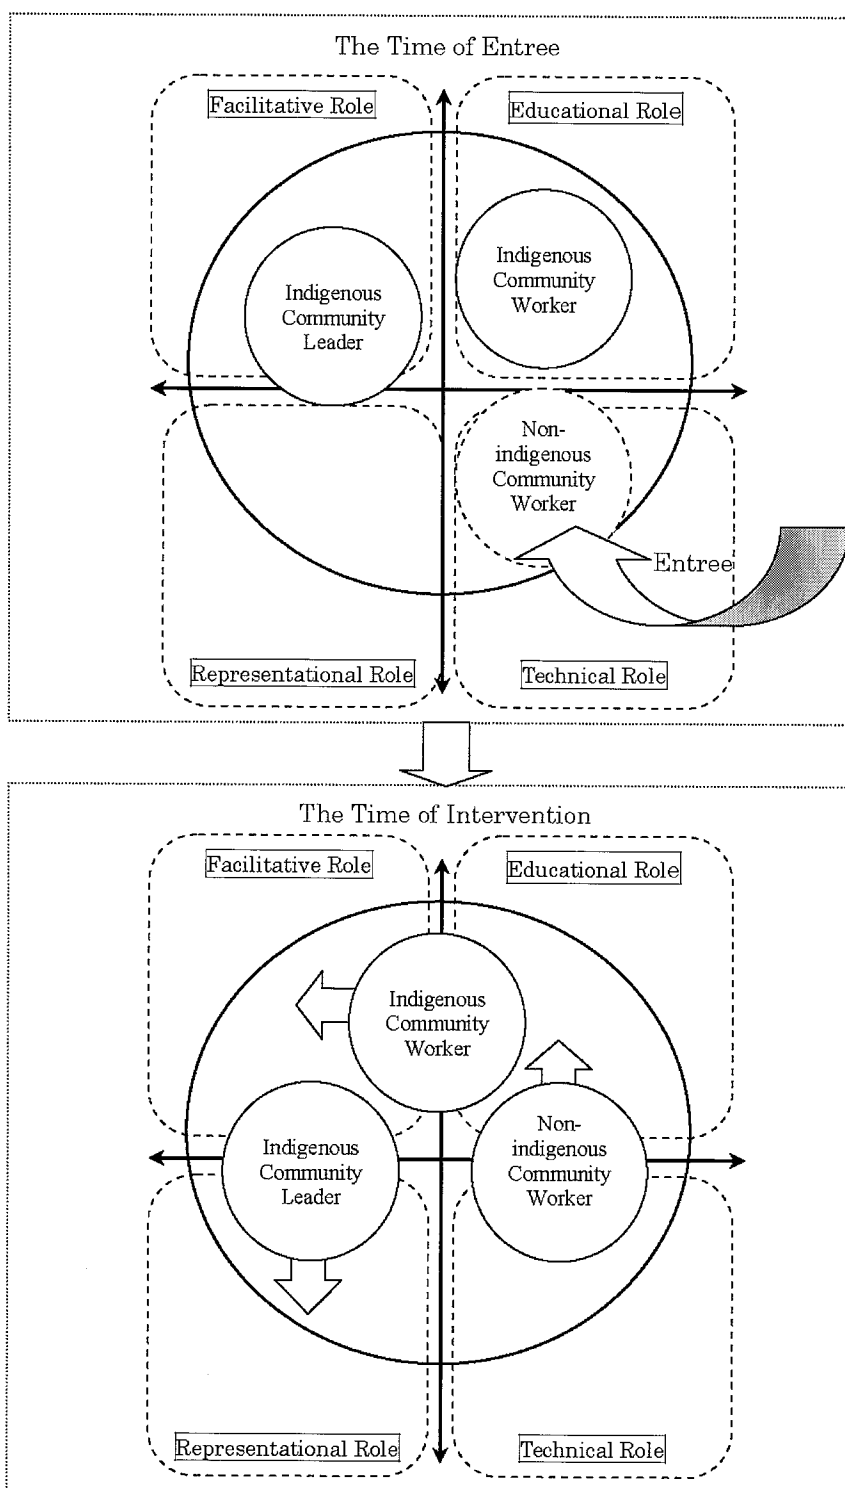 The Time of Entree
Facilitative Role
Educational Role
Indigenous
Community
Leader
Indigenous
Community
Worker
Non-
indigenous
Community
Worker
Entree
Representational Role
Technical Role
The Time of Intervention
Facilitative Role
Educational Role
Indigenous
Community
Worker
Indigenous
Community
Leader
Non-
indigenous
Community
Worker
Representational Role
Technical Role